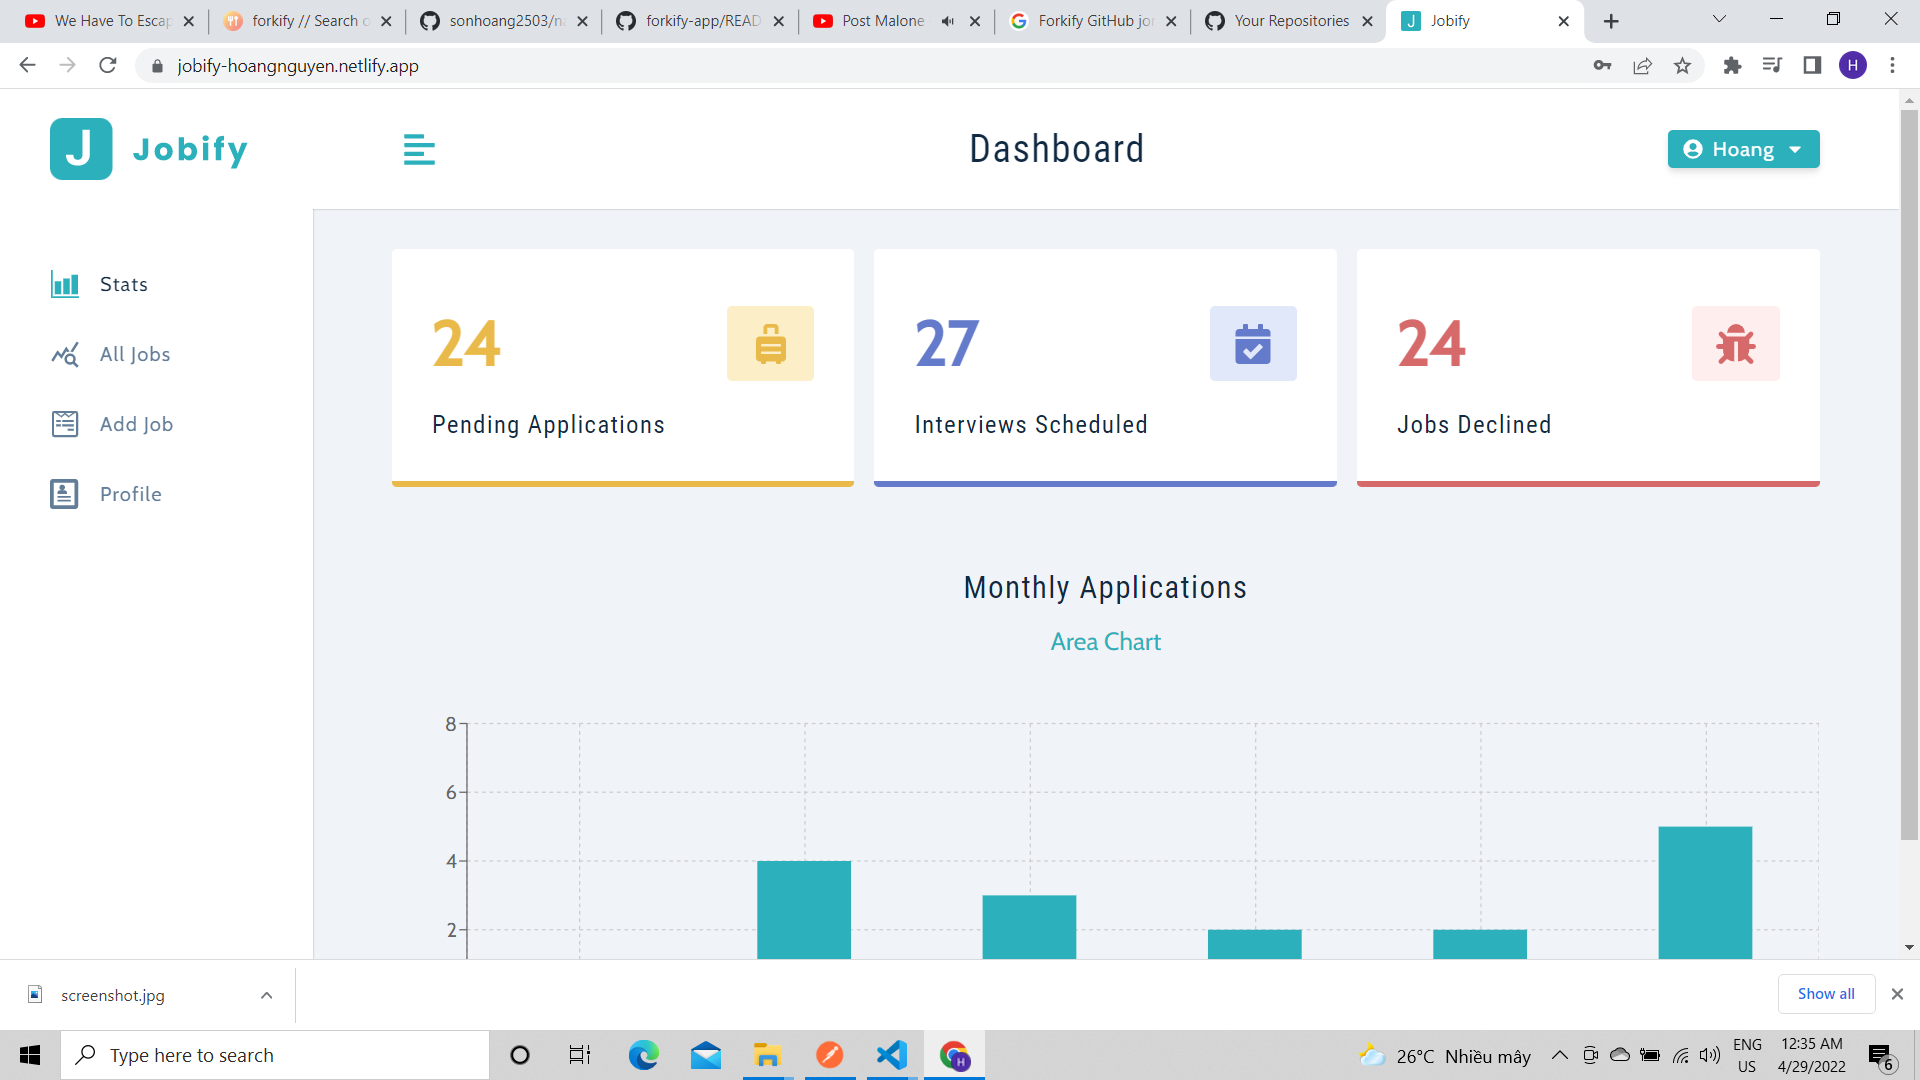 We Have To Escap
forkify // Search o
sonhoang2503/na
forkify-app/READ
Post Malone
Forkify GitHub jon
Your Repositories
Jobify
jobify-hoangnguyen.netlify.app
H
J Jobify
Dashboard
Hoang
Stats
All Jobs
Add Job
Profile
24
Pending Applications
27
Interviews Scheduled
24
Jobs Declined
Monthly Applications
Area Chart
8
6
4
2
screenshot.jpg
Show all
Type here to search
H
26°C Nhiều mây
ENG
US
12:35 AM
4/29/2022
6